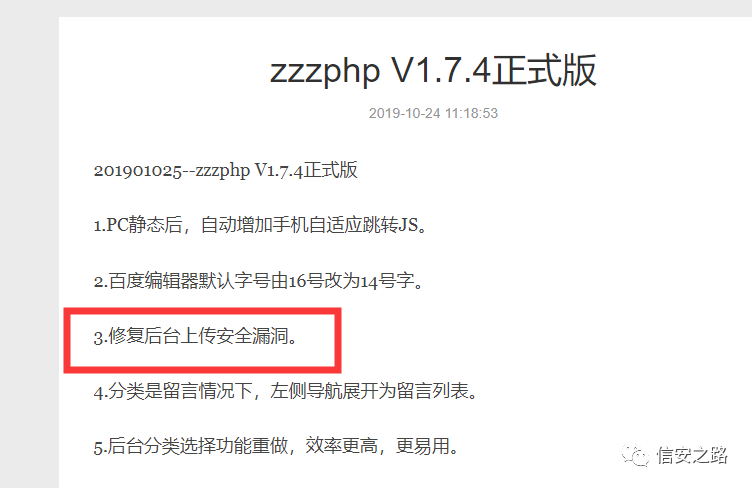 zzzphp V1.7.4正式版
2019-10-24 11:18:53
201901025--zzzphp V1.7.4正式版
1.PC静态后，自动增加手机自适应跳转JS。
2.百度编辑器默认字号由16号改为14号字。
3.修复后台上传安全漏洞。
4.分类是留言情况下，左侧导航展开为留言列表。
5.后台分类选择功能重做，效率更高，更易用。
信安之路